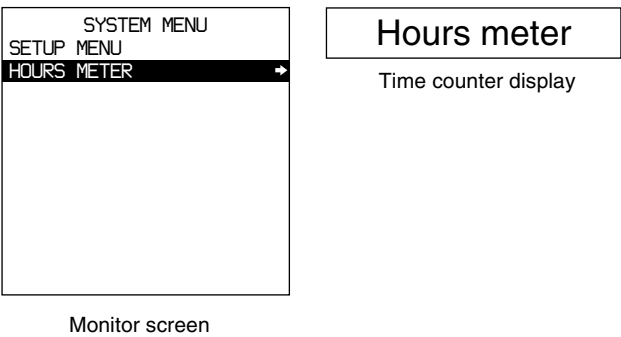 SYSTEM MENU
SETUP MENU
HOURS METER →
Monitor screen
Hours meter
Time counter display